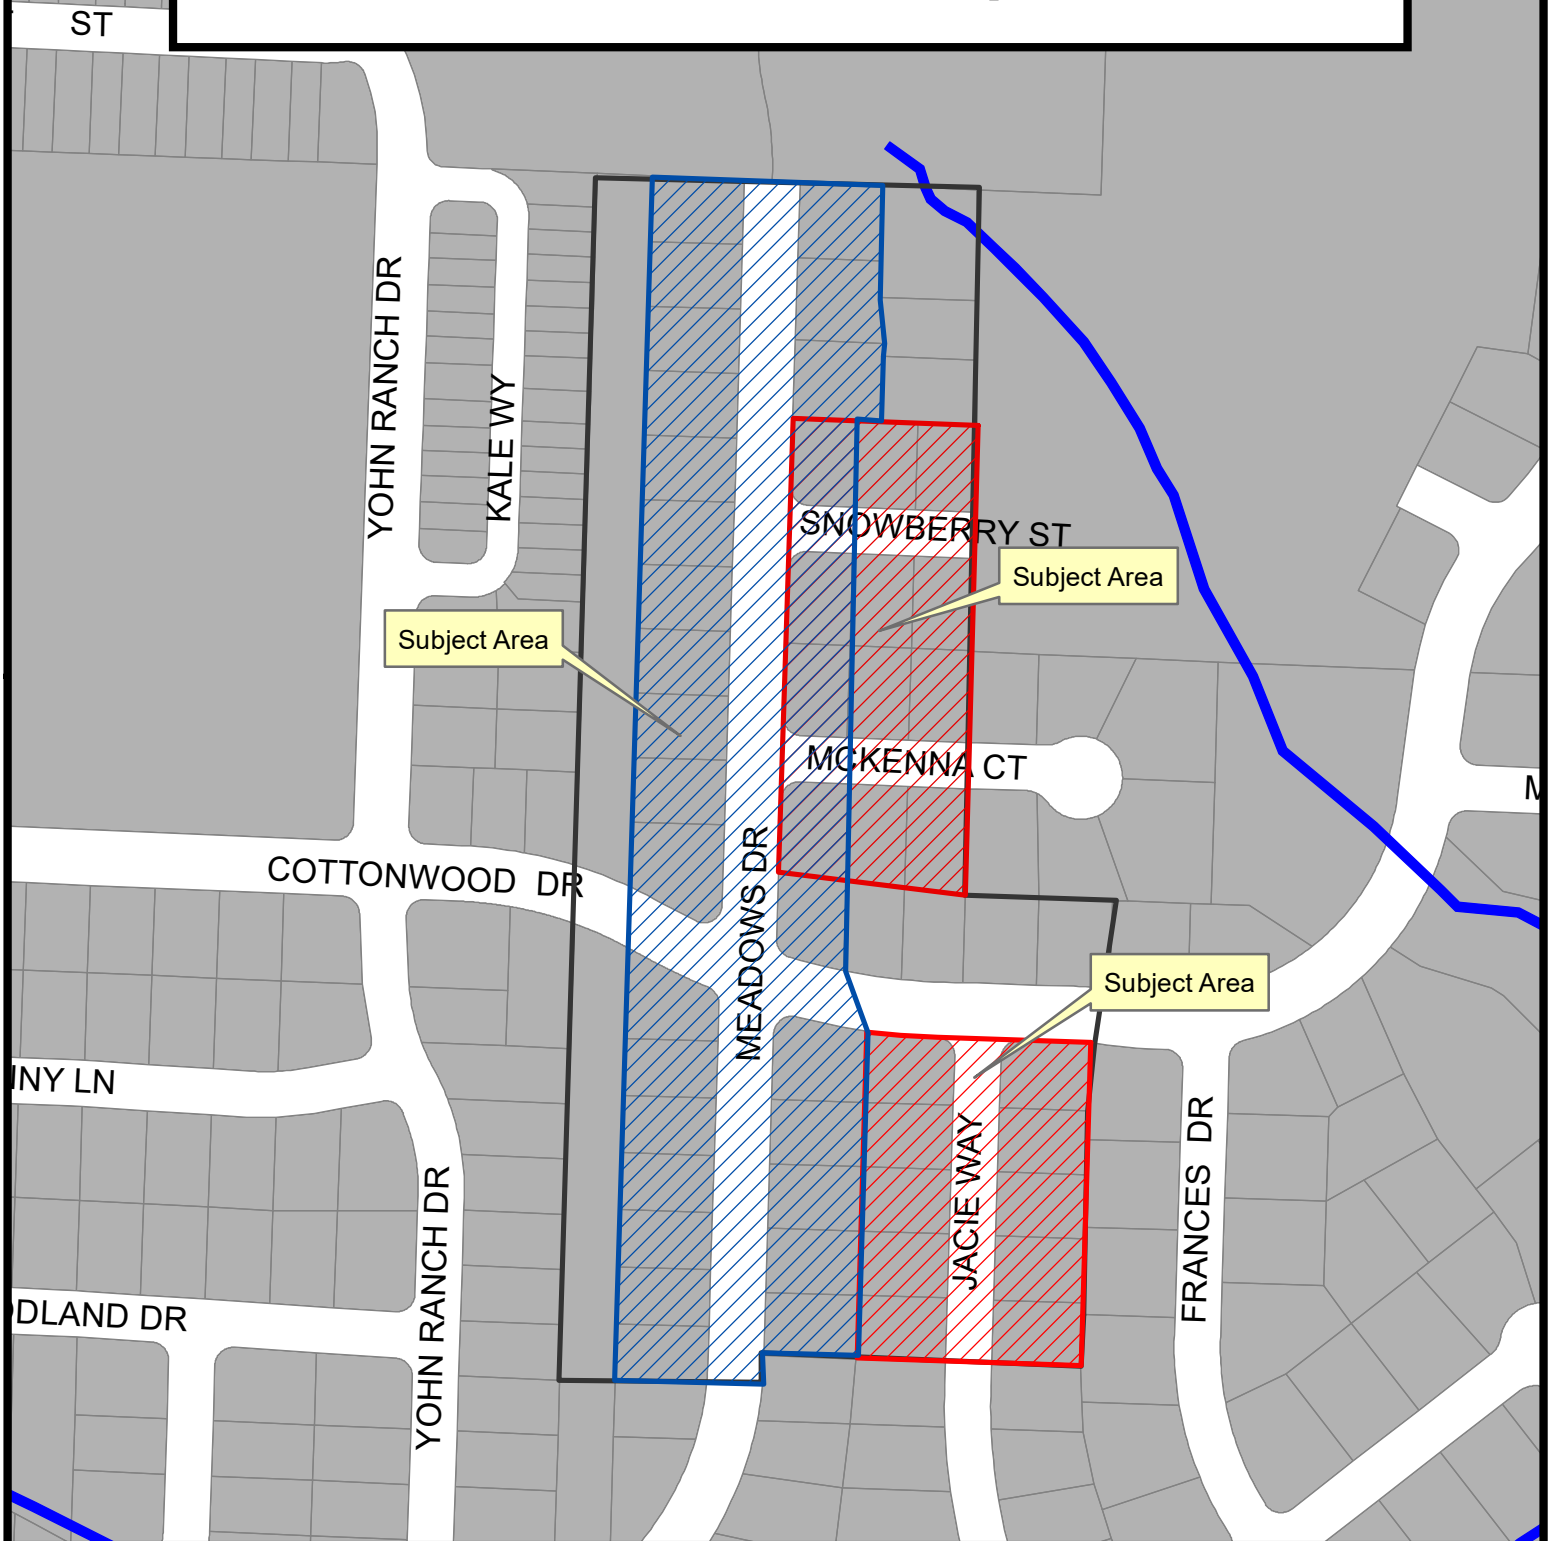 ST
YOHN RANCH DR
KALE WY
SNOWBERRY ST
Subject Area
Subject Area
MCKENNA CT
COTTONWOOD DR
MEADOWS DR
Subject Area
INY LN
JACIE WAY
FRANCES DR
YOHN RANCH DR
DLAND DR